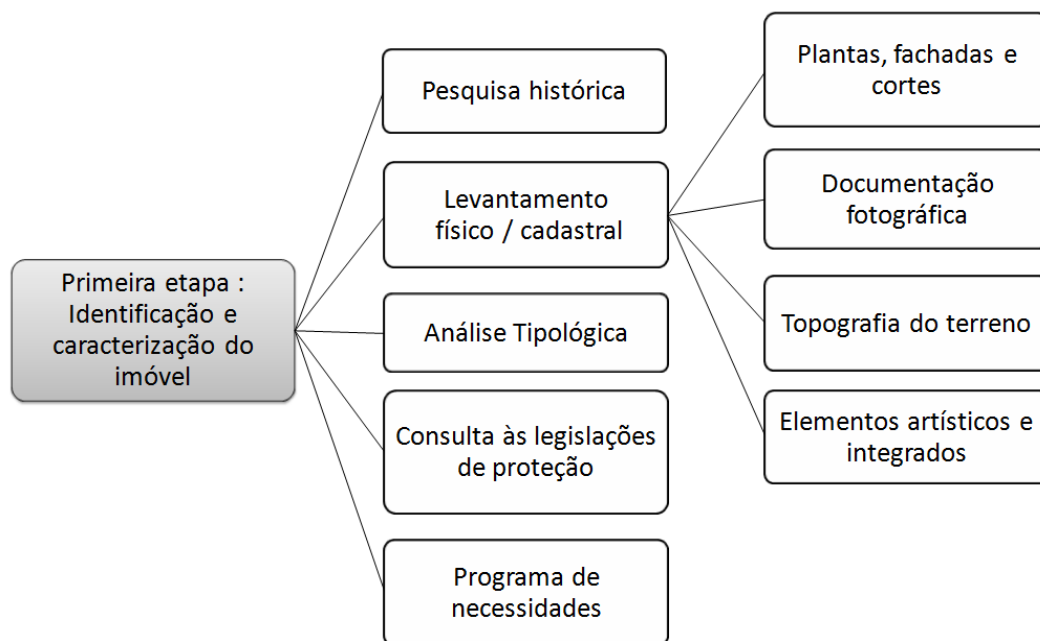 Primeira etapa :
Identificação e
caracterização do
imóvel
Pesquisa histórica
Levantamento
físico / cadastral
Análise Tipológica
Consulta às legislações
de proteção
Programa de
necessidades
Plantas, fachadas e
cortes
Documentação
fotográfica
Topografia do terreno
Elementos artísticos e
integrados